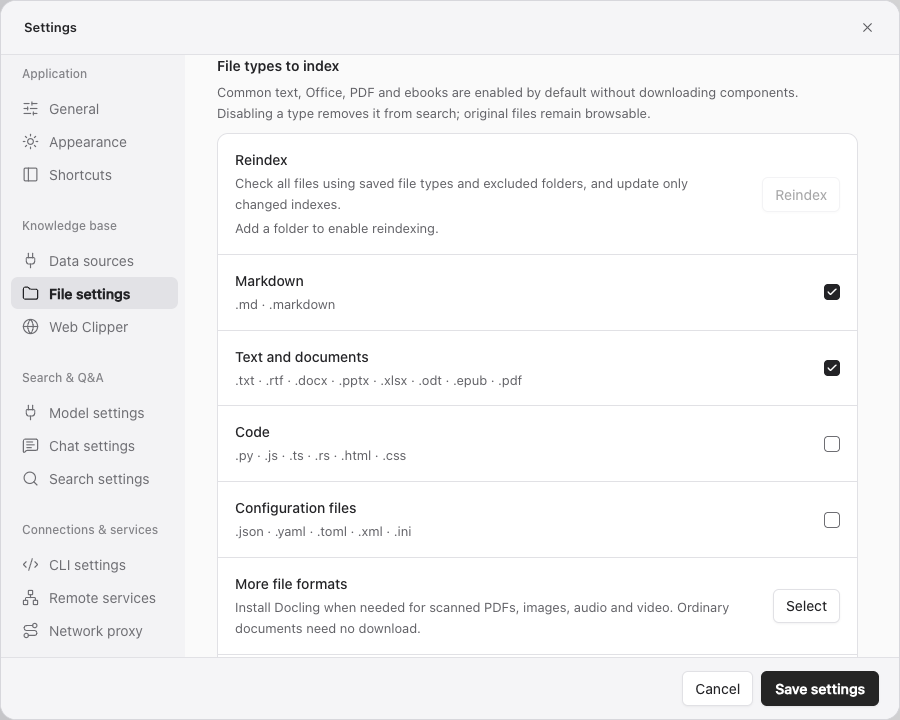 Settings
Application
General
Appearance
Shortcuts
Knowledge base
Data sources
File settings
Web Clipper
Search & Q&A
Model settings
Chat settings
Search settings
Connections & services
CLI settings
Remote services
Network proxy
File types to index
Common text, Office, PDF and ebooks are enabled by default without downloading components.
Disabling a type removes it from search; original files remain browsable.
Reindex
Check all files using saved file types and excluded folders, and update only
changed indexes.
Add a folder to enable reindexing.
Reindex
Markdown
.md · .markdown
Text and documents
.txt · .rtf · .docx · .pptx · .xlsx · .odt · .epub · .pdf
Code
.py · .js · .ts · .rs · .html · .css
Configuration files
.json · .yaml · .toml · .xml · .ini
More file formats
Install Docling when needed for scanned PDFs, images, audio and video. Ordinary
documents need no download.
Select
Cancel
Save settings